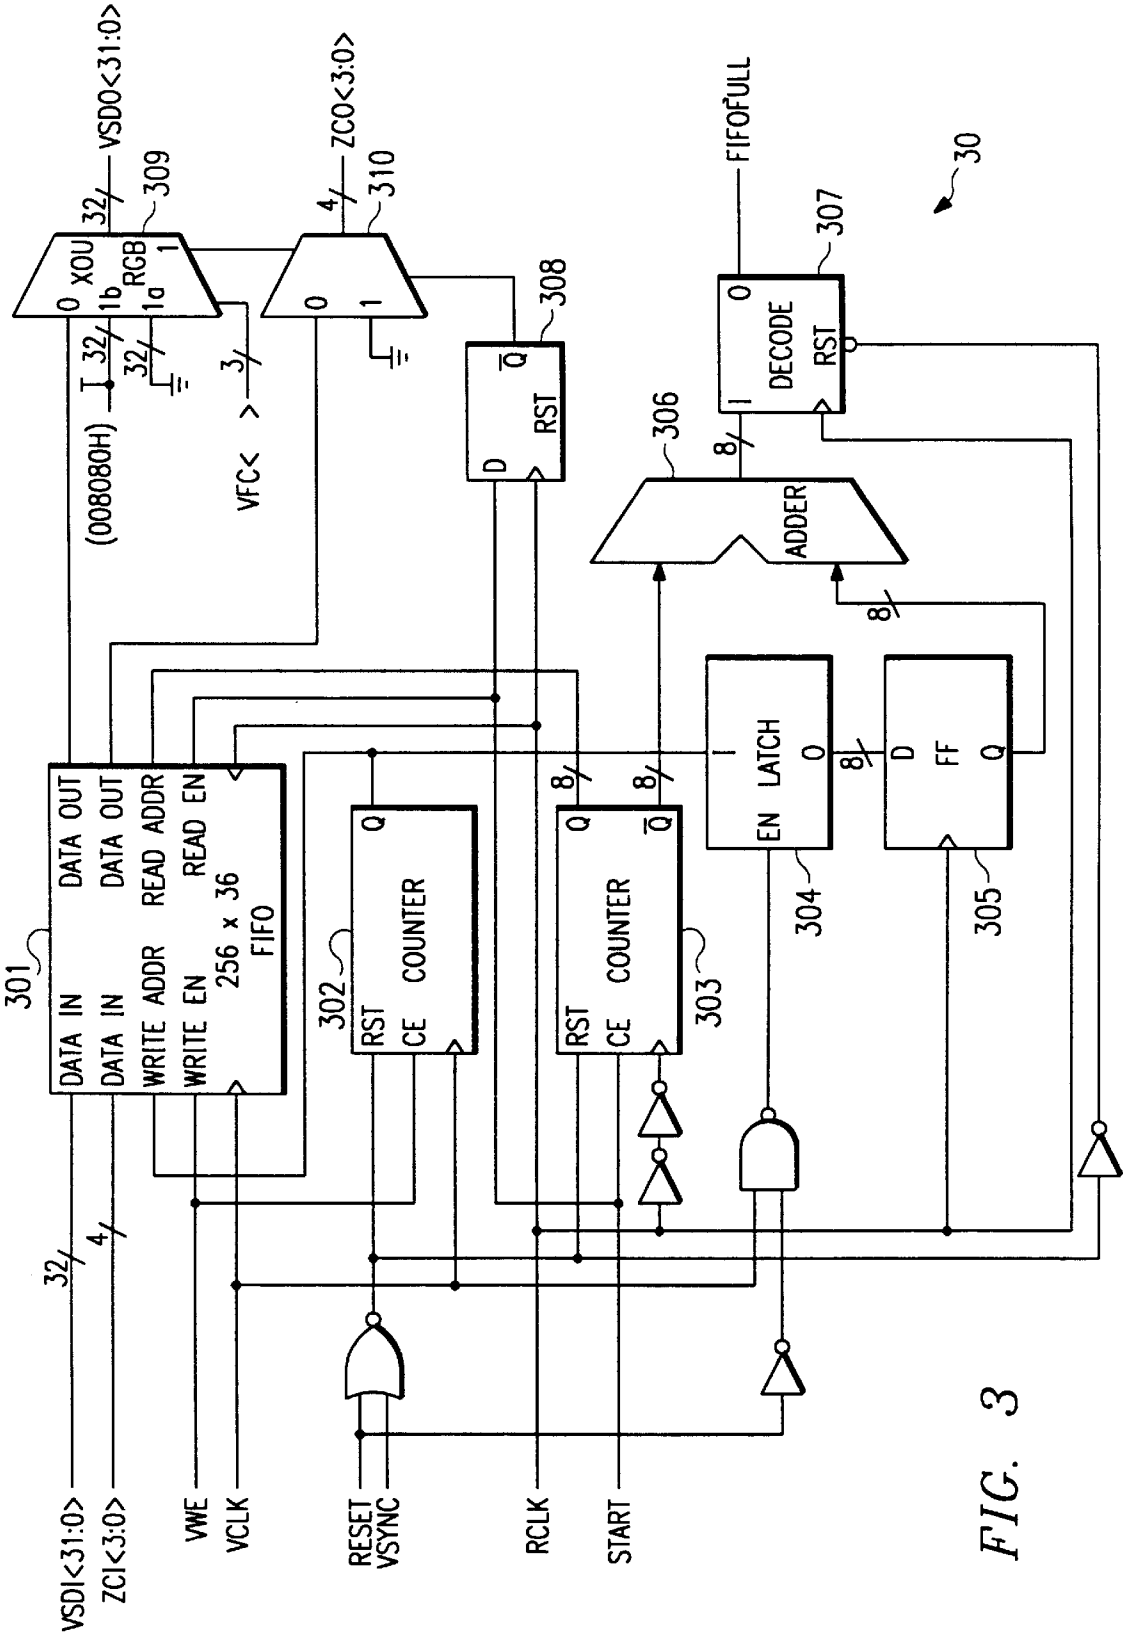 VSDI<31:0>
ZCI<3:0>
VWE
VCLK
RESET
VSYNC
RCLK
START
32
4
301
DATA IN
DATA IN
WRITE ADDR
WRITE EN
DATA OUT
DATA OUT
READ ADDR
READ EN
256 x 36
FIFO
302
RST
CE
COUNTER
Q
303
RST
CE
COUNTER
Q
Q̅
8
8
304
EN LATCH
I
O
8
305
D
FF
Q
8
306
ADDER
8
307
I
DECODE
O
RST
FIFOFULL
308
D
Q̅
RST
(008080H)
VFC< >
3
32
32
0
1b
1a
XOU
RGB
1
309
32
VSDO<31:0>
0
1
310
4
ZCO<3:0>
30
FIG. 3